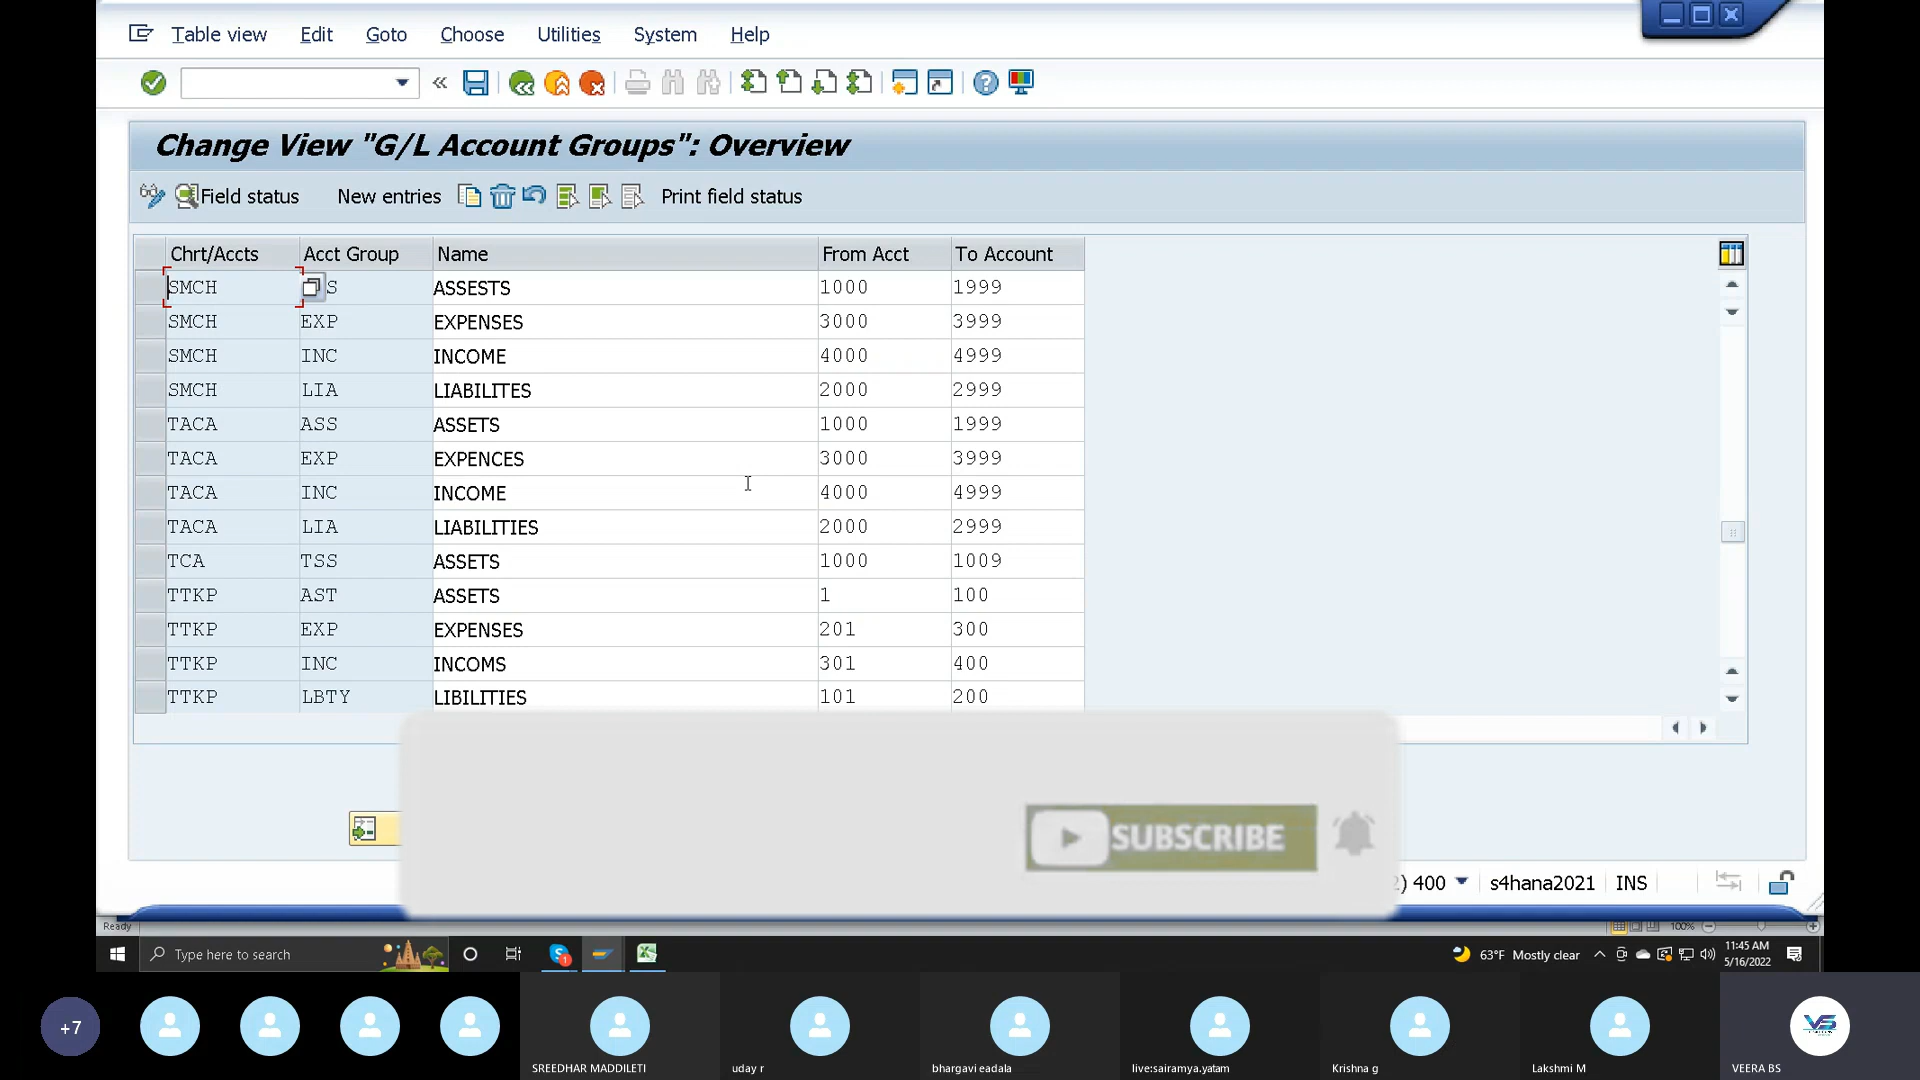 Table view Edit Goto Choose Utilities System Help
Change View "G/L Account Groups": Overview
Field status New entries Print field status
Chrt/Accts Acct Group Name From Acct To Account
SMCH S ASSESTS 1000 1999
SMCH EXP EXPENSES 3000 3999
SMCH INC INCOME 4000 4999
SMCH LIA LIABILITES 2000 2999
TACA ASS ASSETS 1000 1999
TACA EXP EXPENCES 3000 3999
TACA INC INCOME 4000 4999
TACA LIA LIABILITIES 2000 2999
TCA TSS ASSETS 1000 1009
TTKP AST ASSETS 1 100
TTKP EXP EXPENSES 201 300
TTKP INC INCOMS 301 400
TTKP LBTY LIBILITIES 101 200
SUBSCRIBE
) 400 s4hana2021 INS
Ready 100%
Type here to search 1 63°F Mostly clear 11:45 AM
5/16/2022
+7 VS
SREEDHAR MADDILETI uday r bhargavi eadala live:sairamya.yatam Krishna g Lakshmi M VEERA BS